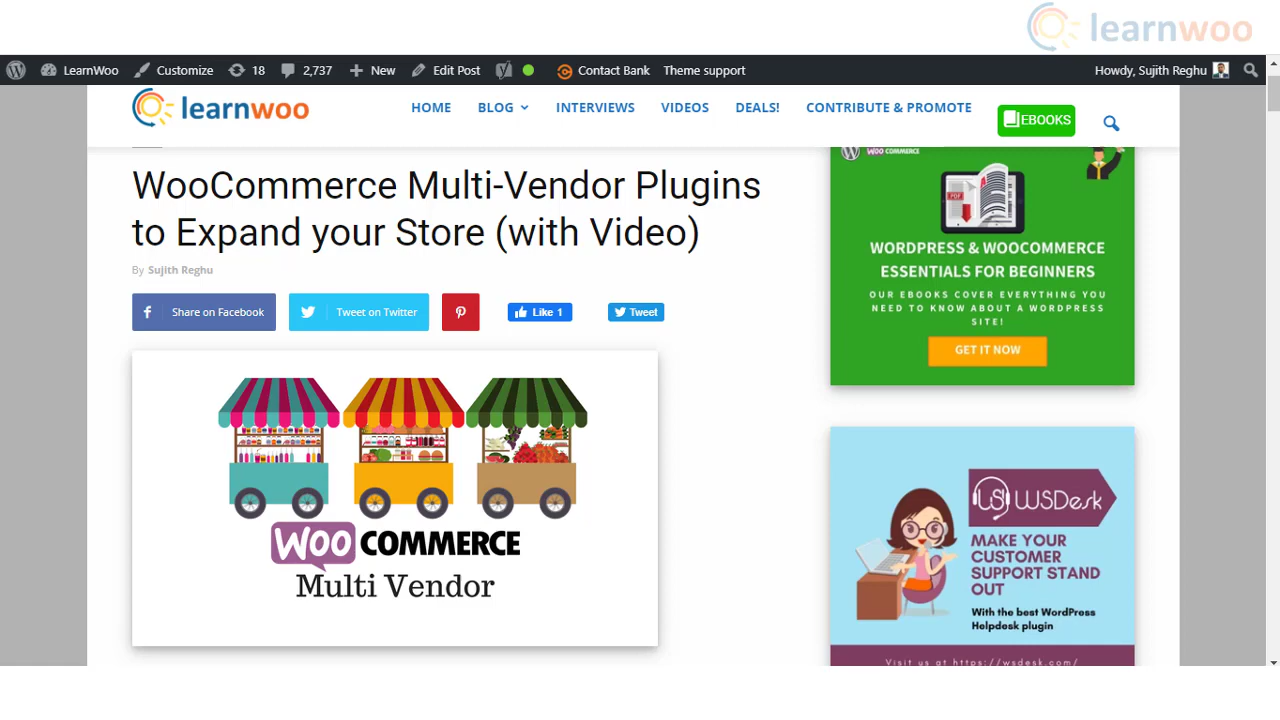 learnwoo
LearnWoo Customize 18 2,737 New Edit Post Contact Bank Theme support Howdy, Sujith Reghu
learnwoo HOME BLOG INTERVIEWS VIDEOS DEALS! CONTRIBUTE & PROMOTE EBOOKS
WooCommerce Multi-Vendor Plugins
to Expand your Store (with Video)
By Sujith Reghu
Share on Facebook Tweet on Twitter Like 1 Tweet
WOO COMMERCE
Multi Vendor
WOO COMMERCE
PDF
WORDPRESS & WOOCOMMERCE
ESSENTIALS FOR BEGINNERS
OUR EBOOKS COVER EVERYTHING YOU
NEED TO KNOW ABOUT A WORDPRESS
SITE!
GET IT NOW
WSDesk
MAKE YOUR
CUSTOMER
SUPPORT STAND
OUT
With the best WordPress
Helpdesk plugin
Visit us at https://wsdesk.com/